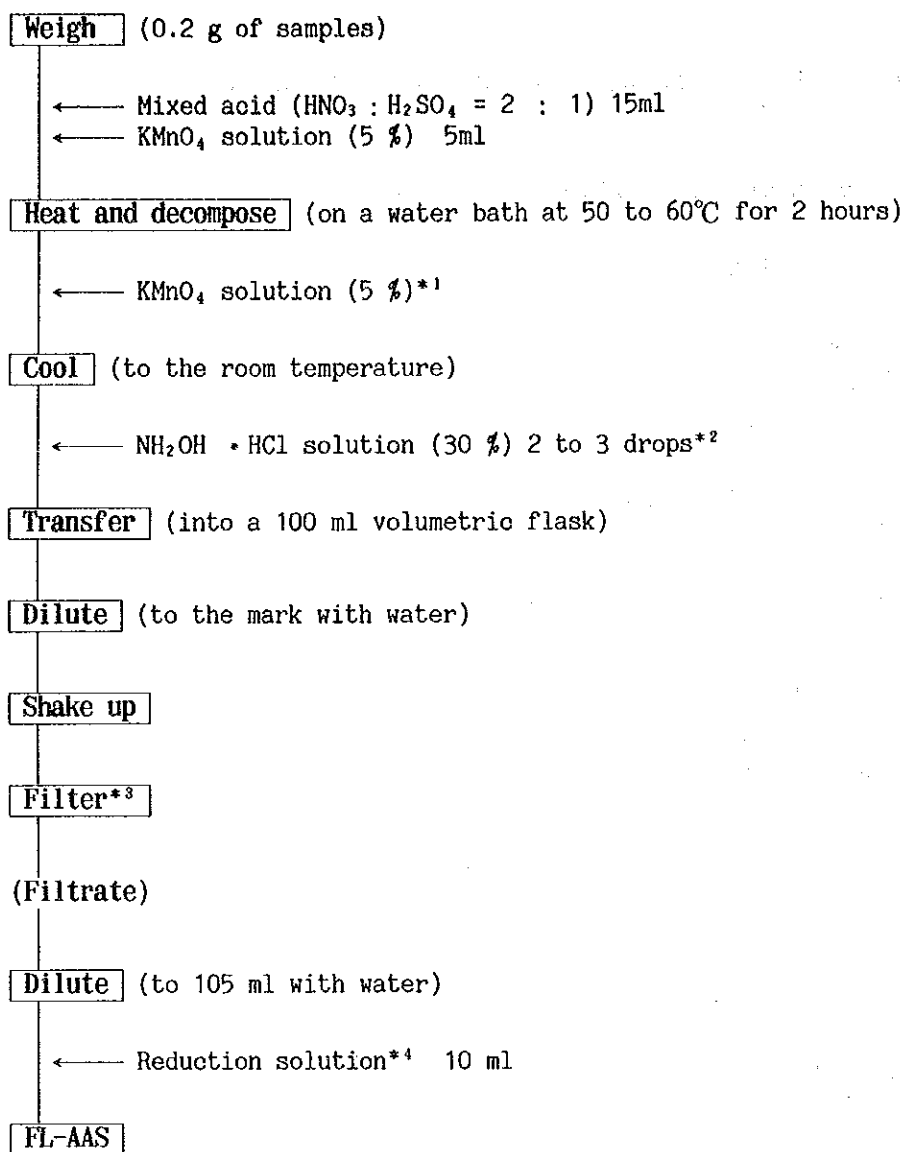 Weigh (0.2 g of samples)
← Mixed acid (HNO₃ : H₂SO₄ = 2 : 1) 15ml
← KMnO₄ solution (5 %) 5ml
Heat and decompose (on a water bath at 50 to 60℃ for 2 hours)
← KMnO₄ solution (5 %)*¹
Cool (to the room temperature)
← NH₂OH •HCl solution (30 %) 2 to 3 drops*²
Transfer (into a 100 ml volumetric flask)
Dilute (to the mark with water)
Shake up
Filter*³
(Filtrate)
Dilute (to 105 ml with water)
← Reduction solution*⁴ 10 ml
FL-AAS